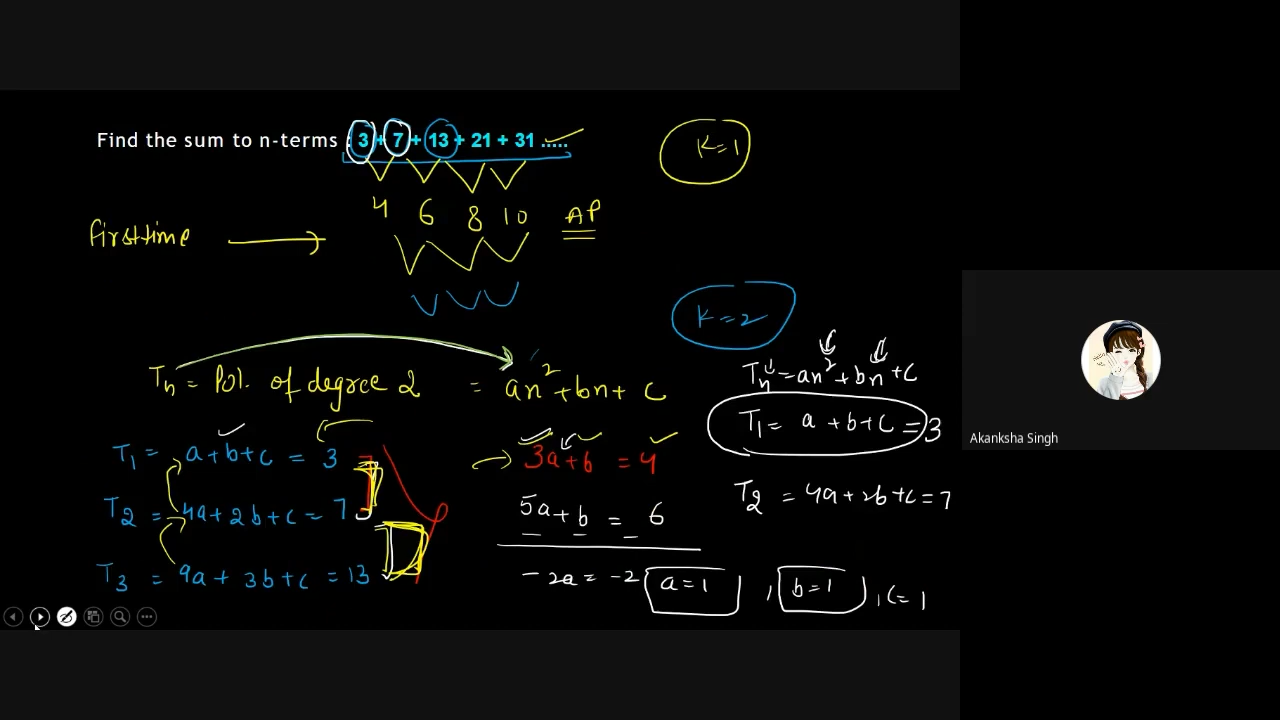 Find the sum to n-terms : 3 + 7 + 13 + 21 + 31 .....
K=1
4 6 8 10 AP
first time
K=2
Tn = Pol. of degree 2 = an² + bn + c
Tn = an² + bn + c
T1 = a + b + c = 3
T1 = a + b + c = 3
3a + b = 4
T2 = 4a + 2b + c = 7
5a + b = 6
T2 = 4a + 2b + c = 7
T3 = 9a + 3b + c = 13
-2a = -2 a=1 , b=1 , c=1
Akanksha Singh